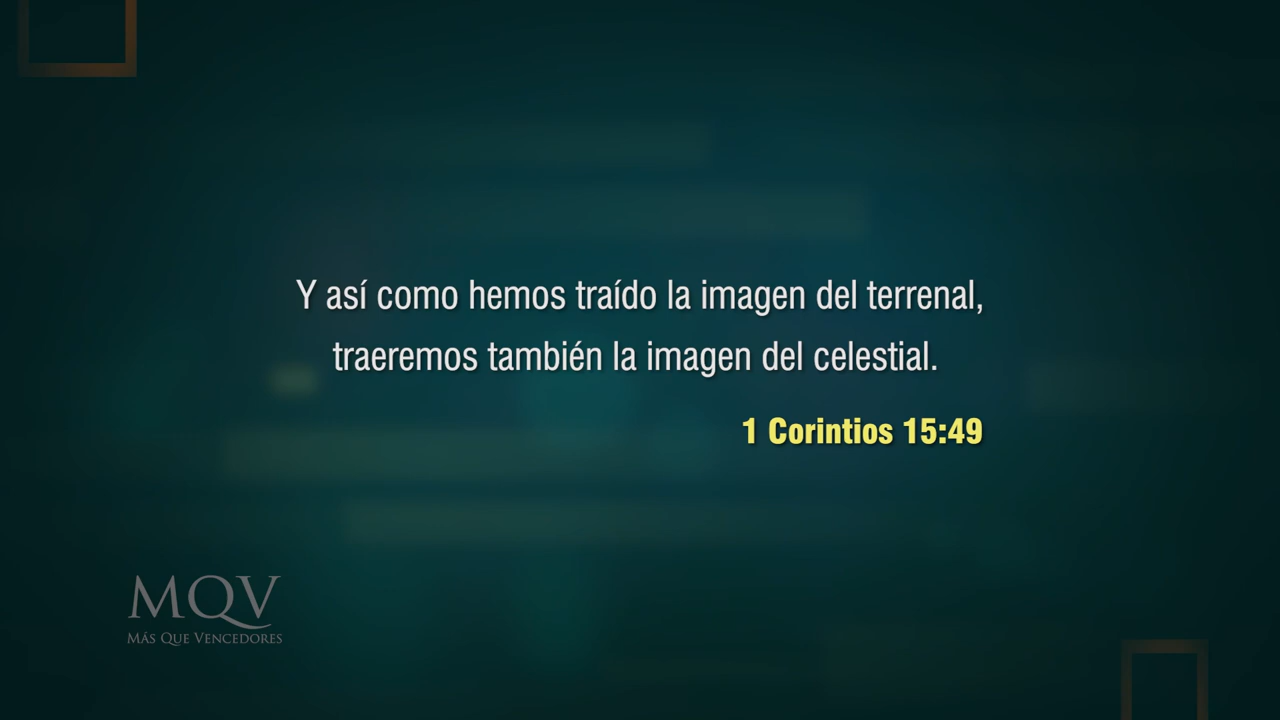 Y así como hemos traído la imagen del terrenal,
traeremos también la imagen del celestial.
1 Corintios 15:49
MQV
MÁS QUE VENCEDORES